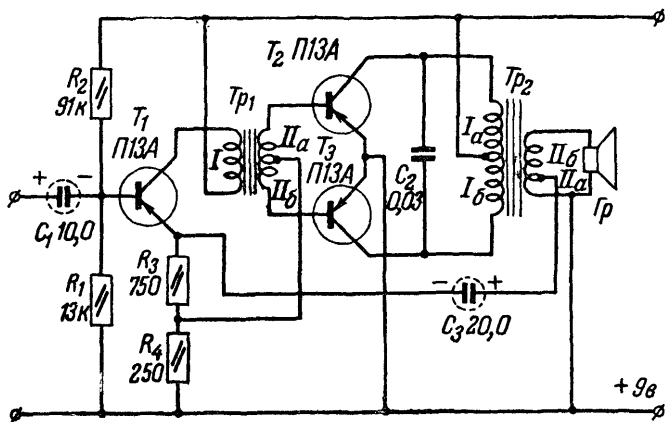 T₂ П13А
R₂
91к
T₁
П13А
Тр₁
I
IIа
IIб
T₃
П13А
C₂
0,03
Тр₂
Iа
Iб
IIб
IIа
Гр
+ -
C₁ 10,0
R₁
13к
R₃
750
R₄
250
- +
C₃ 20,0
+ 9в